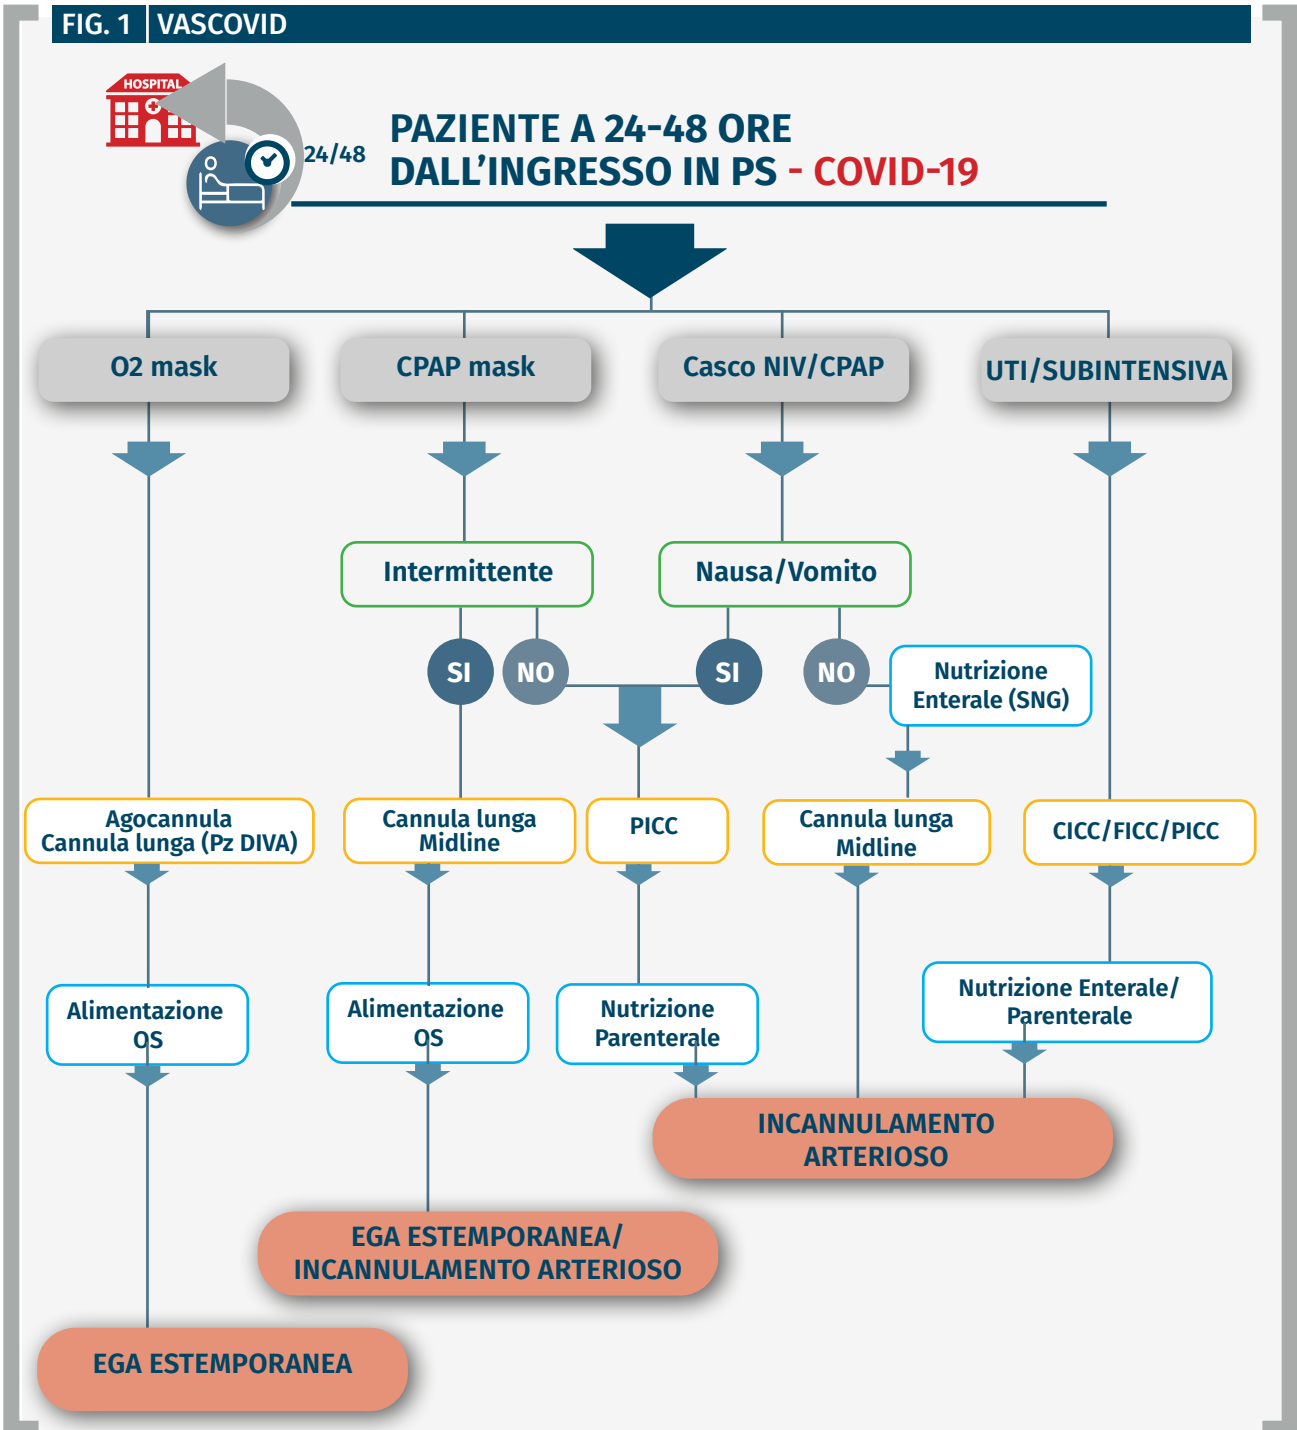 FIG. 1 VASCOVID
HOSPITAL
24/48
PAZIENTE A 24-48 ORE
DALL'INGRESSO IN PS - COVID-19
O2 mask
CPAP mask
Casco NIV/CPAP
UTI/SUBINTENSIVA
Intermittente
Nausa/Vomito
SI
NO
SI
NO
Nutrizione
Enterale (SNG)
Agocannula
Cannula lunga (Pz DIVA)
Cannula lunga
Midline
PICC
Cannula lunga
Midline
CICC/FICC/PICC
Alimentazione
OS
Alimentazione
OS
Nutrizione
Parenterale
Nutrizione Enterale/
Parenterale
INCANNULAMENTO
ARTERIOSO
EGA ESTEMPORANEA/
INCANNULAMENTO ARTERIOSO
EGA ESTEMPORANEA